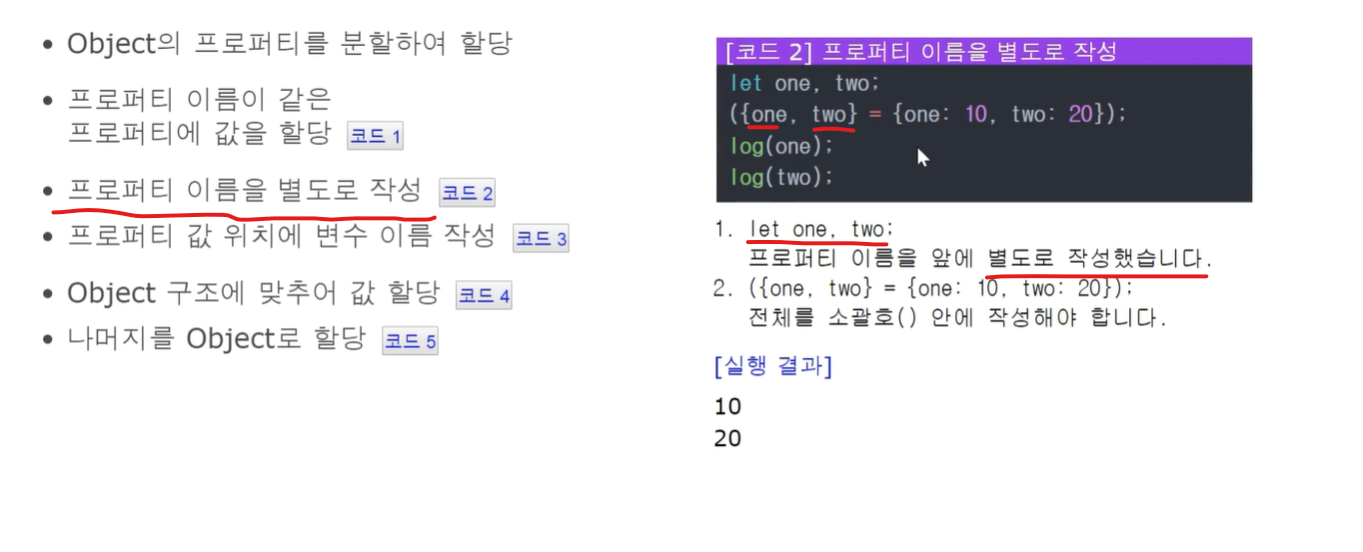 • Object의 프로퍼티를 분할하여 할당
• 프로퍼티 이름이 같은
프로퍼티에 값을 할당 코드 1
• 프로퍼티 이름을 별도로 작성 코드 2
• 프로퍼티 값 위치에 변수 이름 작성 코드 3
• Object 구조에 맞추어 값 할당 코드 4
• 나머지를 Object로 할당 코드 5
[코드 2] 프로퍼티 이름을 별도로 작성
let one, two;
({one, two} = {one: 10, two: 20});
log(one);
log(two);
1. let one, two;
프로퍼티 이름을 앞에 별도로 작성했습니다.
2. ({one, two} = {one: 10, two: 20});
전체를 소괄호() 안에 작성해야 합니다.
[실행 결과]
10
20